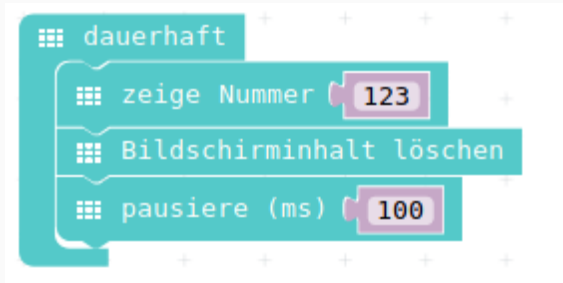 dauerhaft
zeige Nummer 123
Bildschirminhalt löschen
pausiere (ms) 100